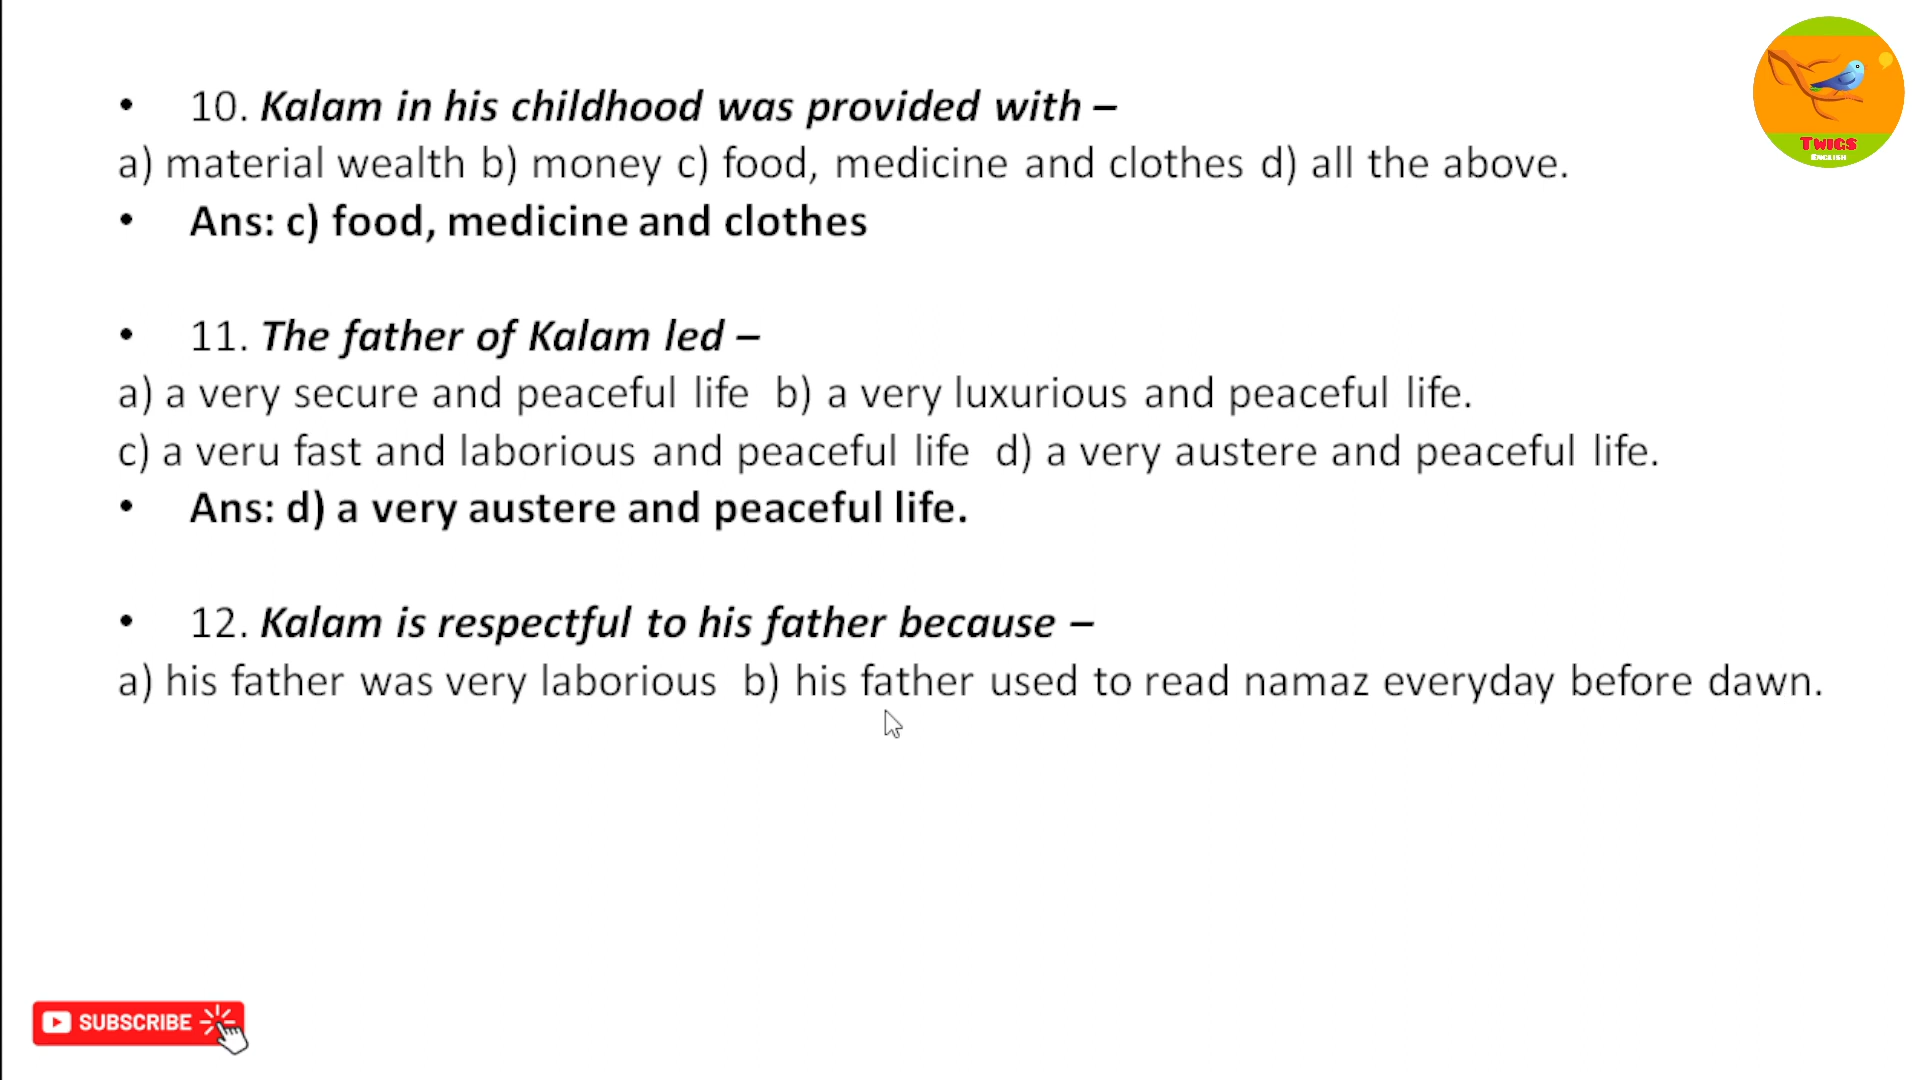 • 10. Kalam in his childhood was provided with –
a) material wealth b) money c) food, medicine and clothes d) all the above.
• Ans: c) food, medicine and clothes
• 11. The father of Kalam led –
a) a very secure and peaceful life b) a very luxurious and peaceful life.
c) a veru fast and laborious and peaceful life d) a very austere and peaceful life.
• Ans: d) a very austere and peaceful life.
• 12. Kalam is respectful to his father because –
a) his father was very laborious b) his father used to read namaz everyday before dawn.
TWIGS
ENGLISH
SUBSCRIBE